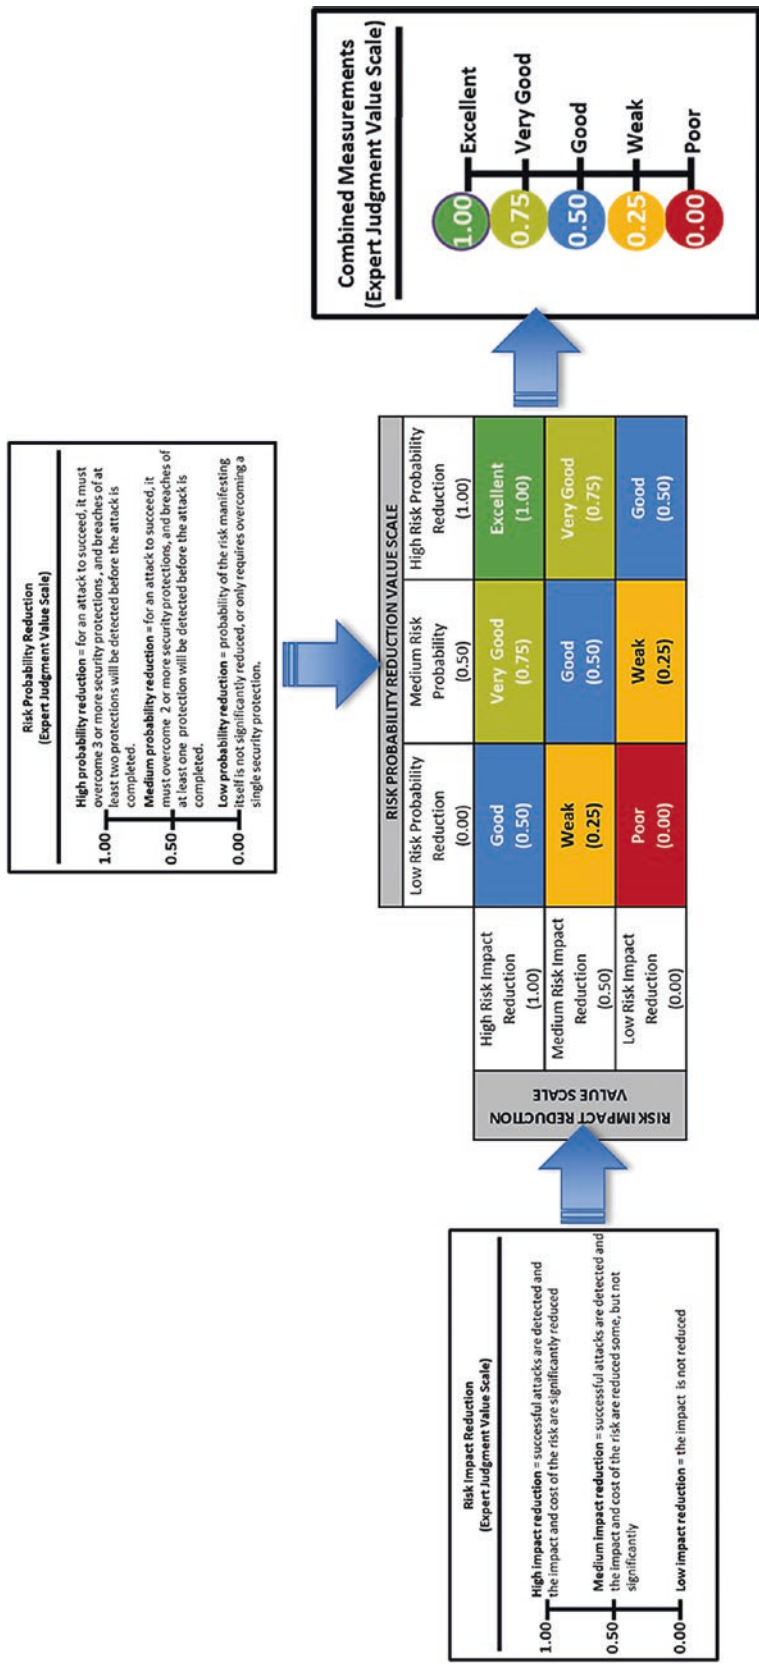 Risk Impact Reduction
(Expert Judgment Value Scale)
1.00
High impact reduction = successful attacks are detected and
the impact and cost of the risk are significantly reduced
0.50
Medium impact reduction = successful attacks are detected and
the impact and cost of the risk are reduced some, but not
significantly
0.00
Low impact reduction = the impact is not reduced
Risk Probability Reduction
(Expert Judgment Value Scale)
1.00
High probability reduction = for an attack to succeed, it must
overcome 3 or more security protections, and breaches of at
least two protections will be detected before the attack is
completed.
0.50
Medium probability reduction = for an attack to succeed, it
must overcome 2 or more security protections, and breaches of
at least one protection will be detected before the attack is
completed.
0.00
Low probability reduction = probability of the risk manifesting
itself is not significantly reduced, or only requires overcoming a
single security protection.
RISK PROBABILITY REDUCTION VALUE SCALE
Low Risk Probability
Reduction
(0.00)
Medium Risk
Probability
(0.50)
High Risk Probability
Reduction
(1.00)
RISK IMPACT REDUCTION
VALUE SCALE
High Risk Impact
Reduction
(1.00)
Good
(0.50)
Very Good
(0.75)
Excellent
(1.00)
Medium Risk Impact
Reduction
(0.50)
Weak
(0.25)
Good
(0.50)
Very Good
(0.75)
Low Risk Impact
Reduction
(0.00)
Poor
(0.00)
Weak
(0.25)
Good
(0.50)
Combined Measurements
(Expert Judgment Value Scale)
1.00 Excellent
0.75 Very Good
0.50 Good
0.25 Weak
0.00 Poor